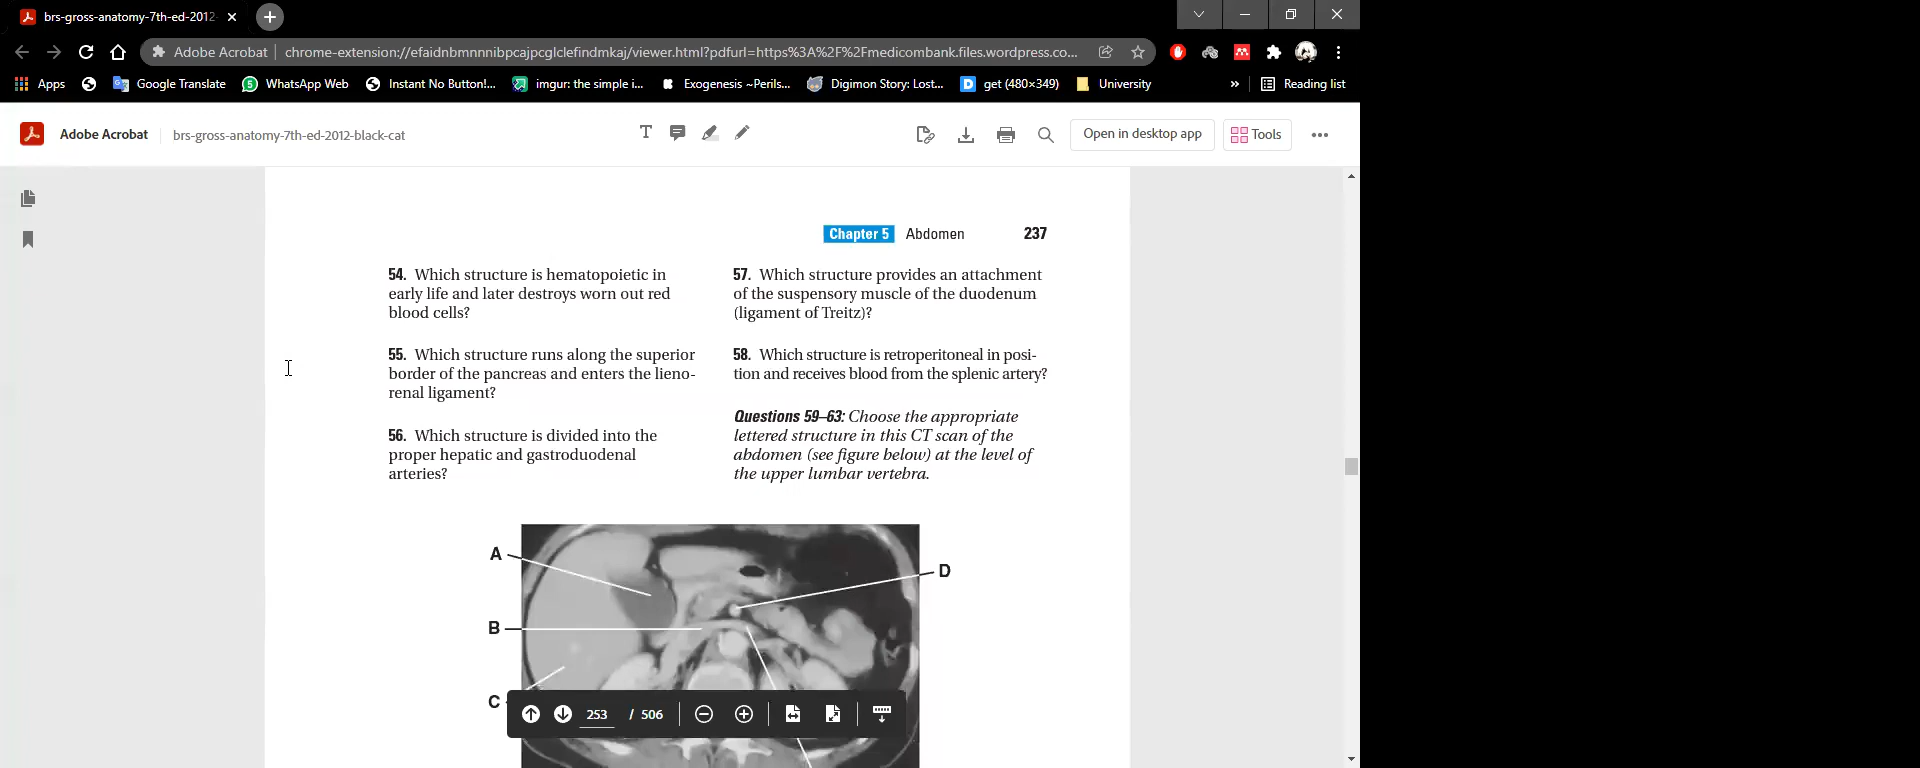 brs-gross-anatomy-7th-ed-2012-
Adobe Acrobat
chrome-extension://efaidnbmnnnibpcajpcglclefindmkaj/viewer.html?pdfurl=https%3A%2F%2Fmedicombank.files.wordpress.co...
Apps
Google Translate
5
WhatsApp Web
Instant No Button!...
imgur: the simple i...
Exogenesis ~Perils...
Digimon Story: Lost...
D
get (480×349)
University
»
Reading list
Adobe Acrobat
brs-gross-anatomy-7th-ed-2012-black-cat
T
Open in desktop app
Tools
Chapter 5 Abdomen 237
54. Which structure is hematopoietic in
early life and later destroys worn out red
blood cells?
55. Which structure runs along the superior
border of the pancreas and enters the lieno-
renal ligament?
56. Which structure is divided into the
proper hepatic and gastroduodenal
arteries?
57. Which structure provides an attachment
of the suspensory muscle of the duodenum
(ligament of Treitz)?
58. Which structure is retroperitoneal in posi-
tion and receives blood from the splenic artery?
Questions 59–63: Choose the appropriate
lettered structure in this CT scan of the
abdomen (see figure below) at the level of
the upper lumbar vertebra.
A
D
B
C
253 / 506